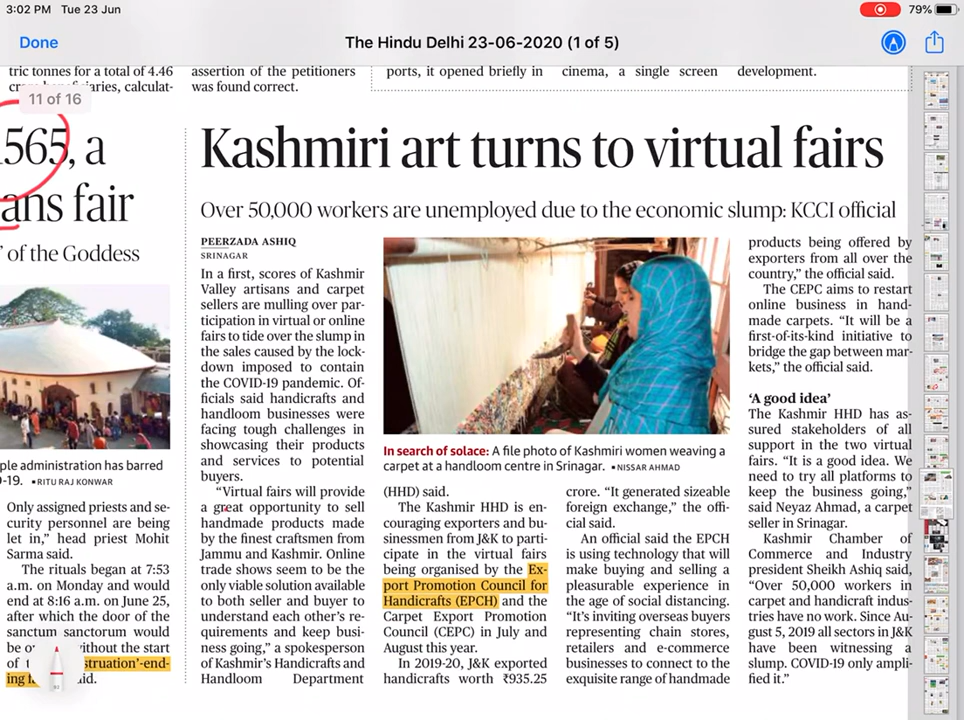 3:02 PM Tue 23 Jun
79%
Done
The Hindu Delhi 23-06-2020 (1 of 5)
tric tonnes for a total of 4.46
calculat-
11 of 16
565, a
ans fair
of the Goddess
ple administration has barred
-19. ▪RITU RAJ KONWAR
Only assigned priests and se-
curity personnel are being
let in,” head priest Mohit
Sarma said.
The rituals began at 7:53
a.m. on Monday and would
end at 8:16 a.m. on June 25,
after which the door of the
sanctum sanctorum would
without the start
of struation’-end-
ing
assertion of the petitioners
was found correct.
ports, it opened briefly in
cinema, a single screen
development.
Kashmiri art turns to virtual fairs
Over 50,000 workers are unemployed due to the economic slump: KCCI official
PEERZADA ASHIQ
SRINAGAR
In a first, scores of Kashmir
Valley artisans and carpet
sellers are mulling over par-
ticipation in virtual or online
fairs to tide over the slump in
the sales caused by the lock-
down imposed to contain
the COVID-19 pandemic. Of-
ficials said handicrafts and
handloom businesses were
facing tough challenges in
showcasing their products
and services to potential
buyers.
“Virtual fairs will provide
a great opportunity to sell
handmade products made
by the finest craftsmen from
Jammu and Kashmir. Online
trade shows seem to be the
only viable solution available
to both seller and buyer to
understand each other’s re-
quirements and keep busi-
ness going,” a spokesperson
of Kashmir’s Handicrafts and
Handloom Department
In search of solace: A file photo of Kashmiri women weaving a
carpet at a handloom centre in Srinagar. ▪NISSAR AHMAD
(HHD) said.
The Kashmir HHD is en-
couraging exporters and bu-
sinessmen from J&K to parti-
cipate in the virtual fairs
being organised by the Ex-
port Promotion Council for
Handicrafts (EPCH) and the
Carpet Export Promotion
Council (CEPC) in July and
August this year.
In 2019-20, J&K exported
handicrafts worth ₹935.25
crore. “It generated sizeable
foreign exchange,” the offi-
cial said.
An official said the EPCH
is using technology that will
make buying and selling a
pleasurable experience in
the age of social distancing.
“It’s inviting overseas buyers
representing chain stores,
retailers and e-commerce
businesses to connect to the
exquisite range of handmade
products being offered by
exporters from all over the
country,” the official said.
The CEPC aims to restart
online business in hand-
made carpets. “It will be a
first-of-its-kind initiative to
bridge the gap between mar-
kets,” the official said.
‘A good idea’
The Kashmir HHD has as-
sured stakeholders of all
support in the two virtual
fairs. “It is a good idea. We
need to try all platforms to
keep the business going,”
said Neyaz Ahmad, a carpet
seller in Srinagar.
Kashmir Chamber of
Commerce and Industry
president Sheikh Ashiq said,
“Over 50,000 workers in
carpet and handicraft indus-
tries have no work. Since Au-
gust 5, 2019 all sectors in J&K
have been witnessing a
slump. COVID-19 only ampli-
fied it.”